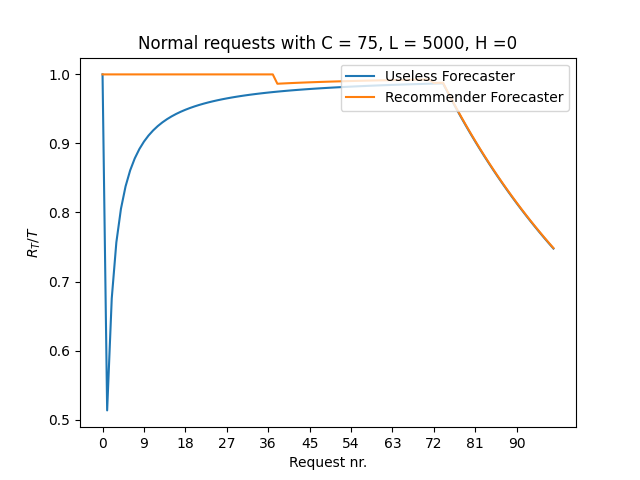 Normal requests with C = 75, L = 5000, H =0
Useless Forecaster
Recommender Forecaster
1.0
0.9
0.8
0.7
0.6
0.5
R_T/T
0 9 18 27 36 45 54 63 72 81 90
Request nr.